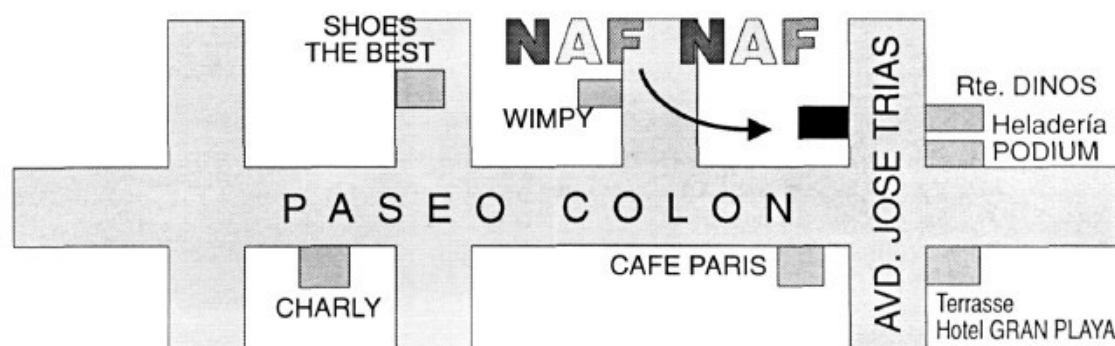 SHOES
THE BEST
NAF NAF
WIMPY
AVD. JOSE TRIAS
Rte. DINOS
Heladería
PODIUM
PASEO COLON
CHARLY
CAFE PARIS
Terrasse
Hotel GRAN PLAYA